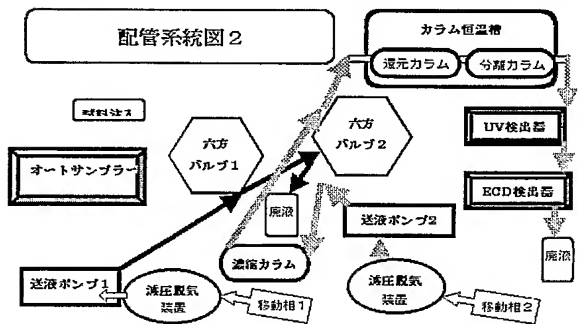 配管系統図2
カラム恒温槽
還元カラム
分離カラム
試料注入
六方
バルブ1
六方
バルブ2
UV検出器
オートサンプラー
ECD検出器
廃液
送液ポンプ2
濃縮カラム
廃液
送液ポンプ1
減圧脱気
装置
移動相1
減圧脱気
装置
移動相2